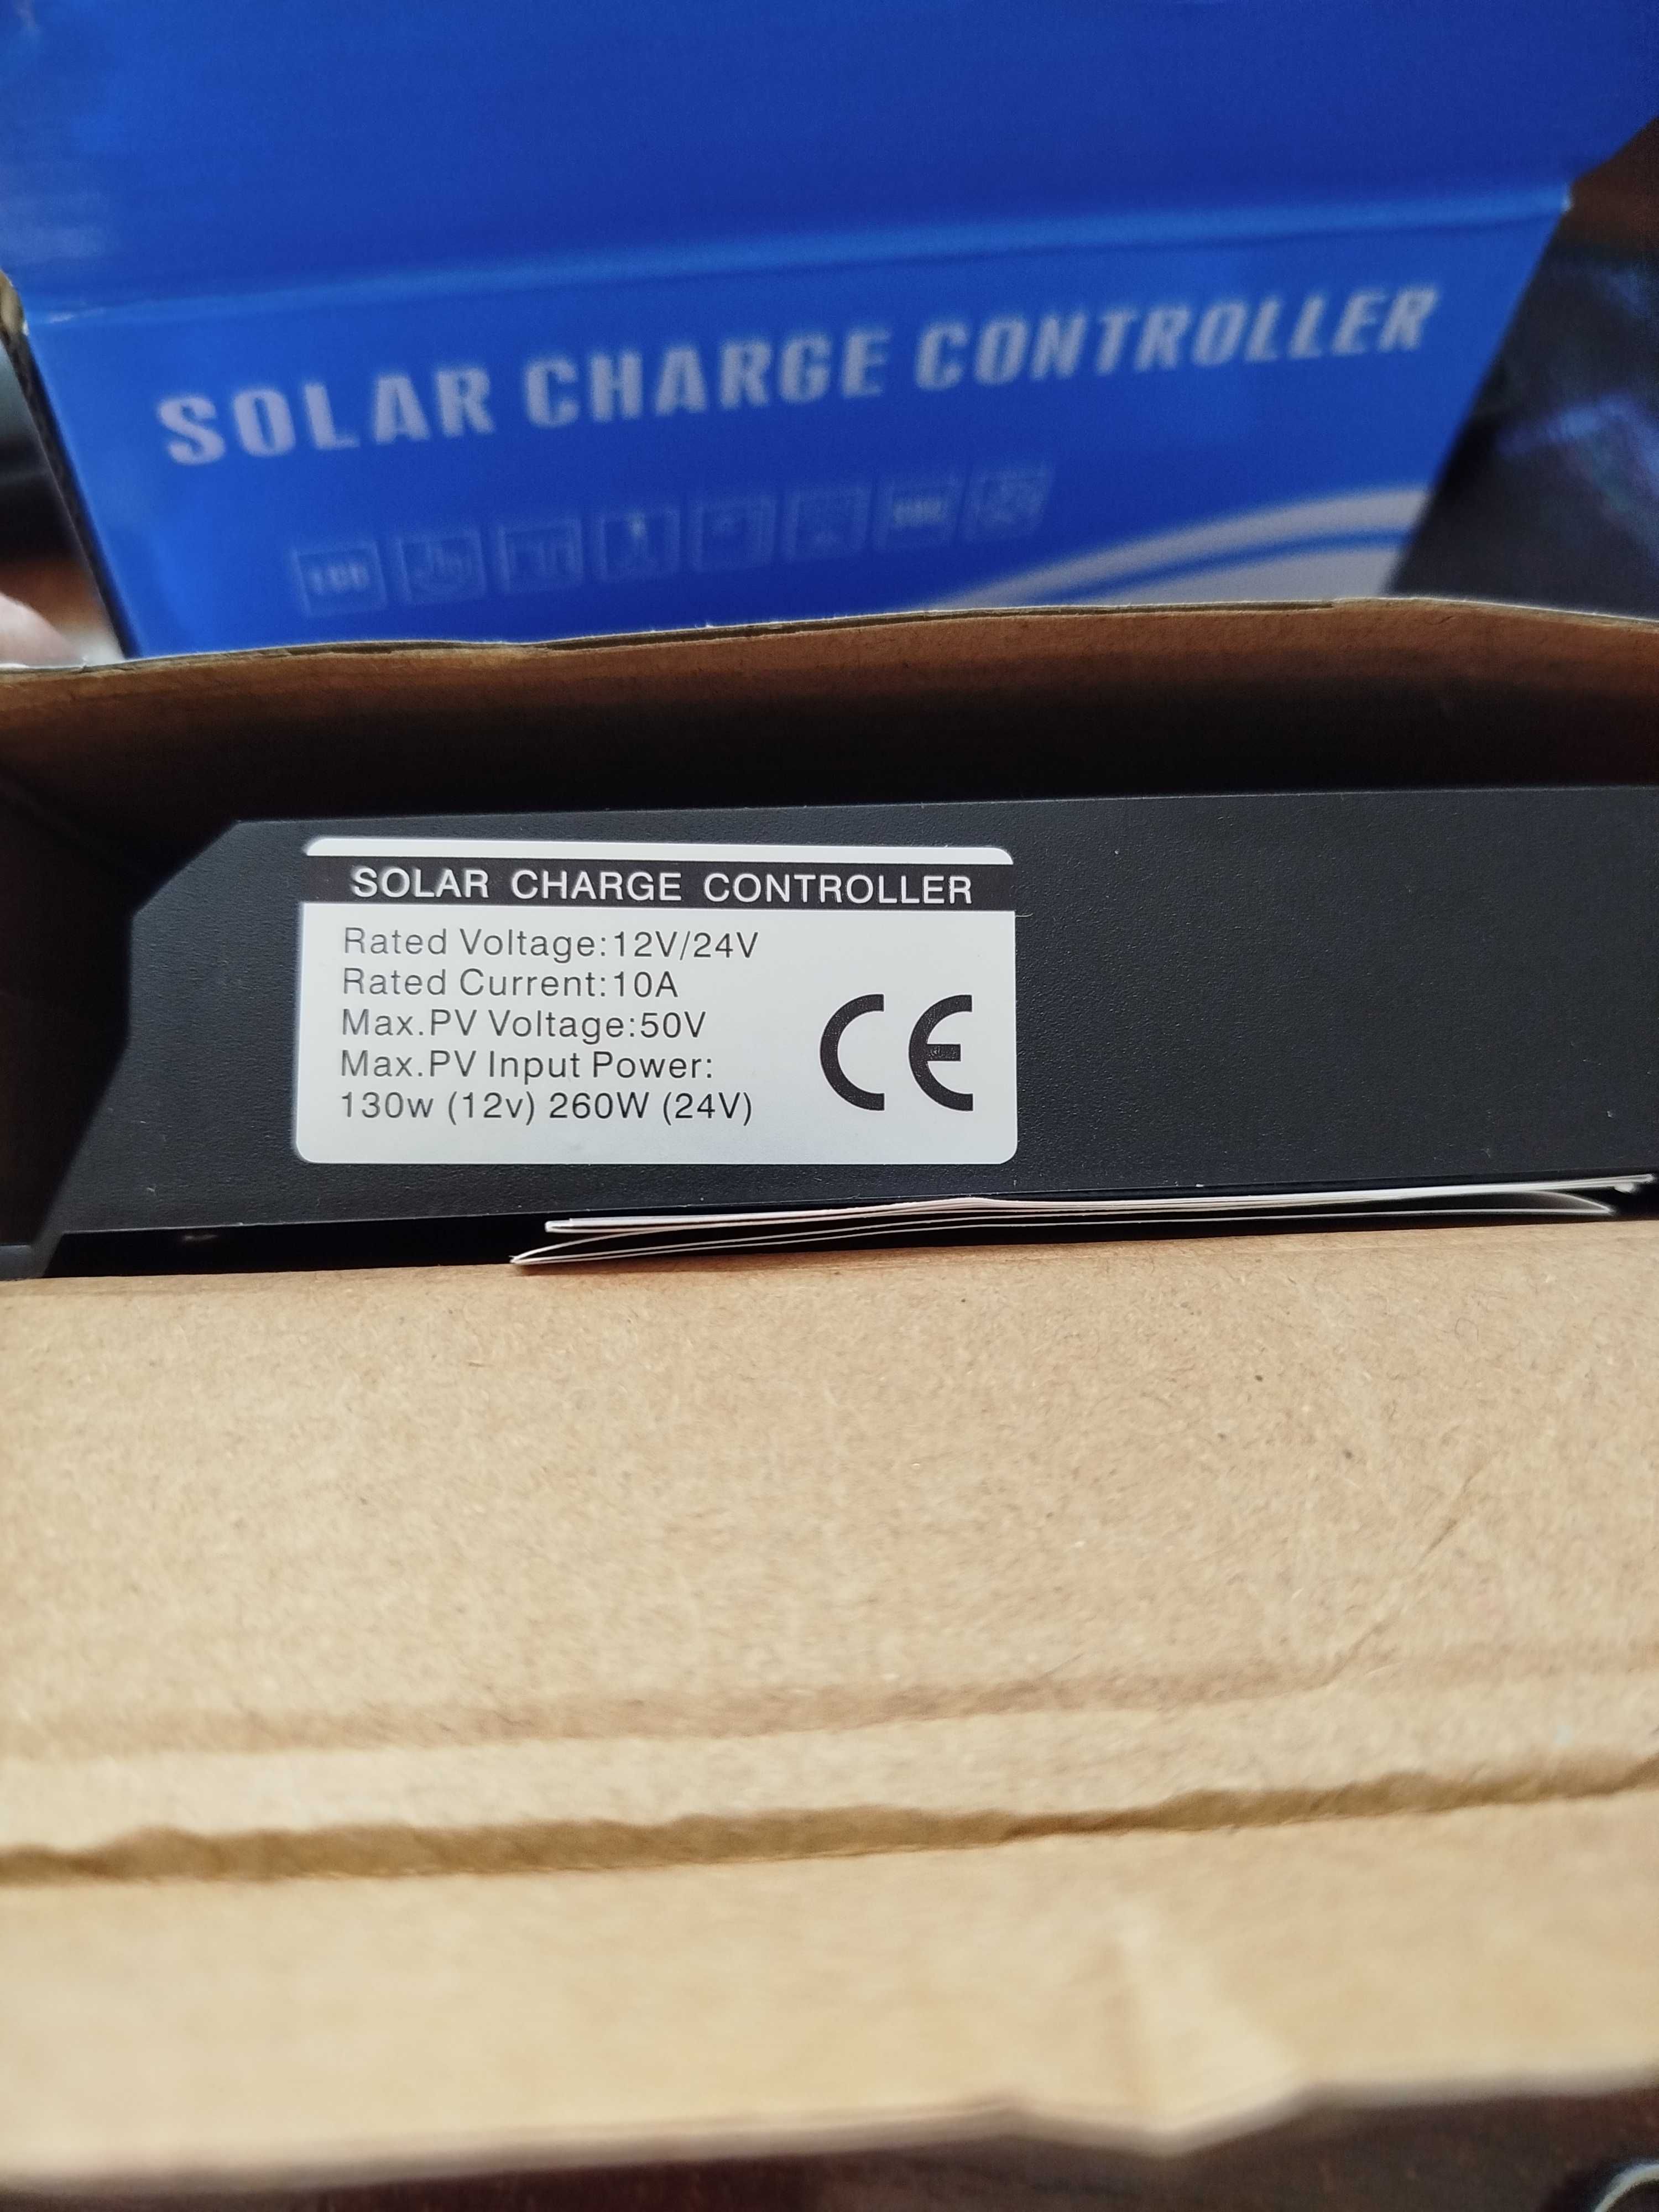 SOLAR CHARGE CONTROLLER
SOLAR CHARGE CONTROLLER
Rated Voltage:12V/24V
Rated Current:10A
Max.PV Voltage:50V
Max.PV Input Power:
130w (12v) 260W (24V)
CE